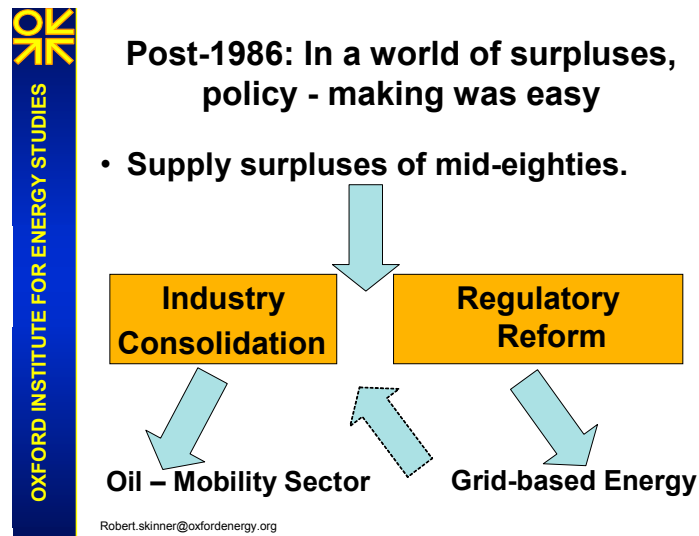 OXFORD INSTITUTE FOR ENERGY STUDIES
Post-1986: In a world of surpluses,
policy - making was easy
• Supply surpluses of mid-eighties.
Industry
Consolidation
Regulatory
Reform
Oil – Mobility Sector
Grid-based Energy
Robert.skinner@oxfordenergy.org